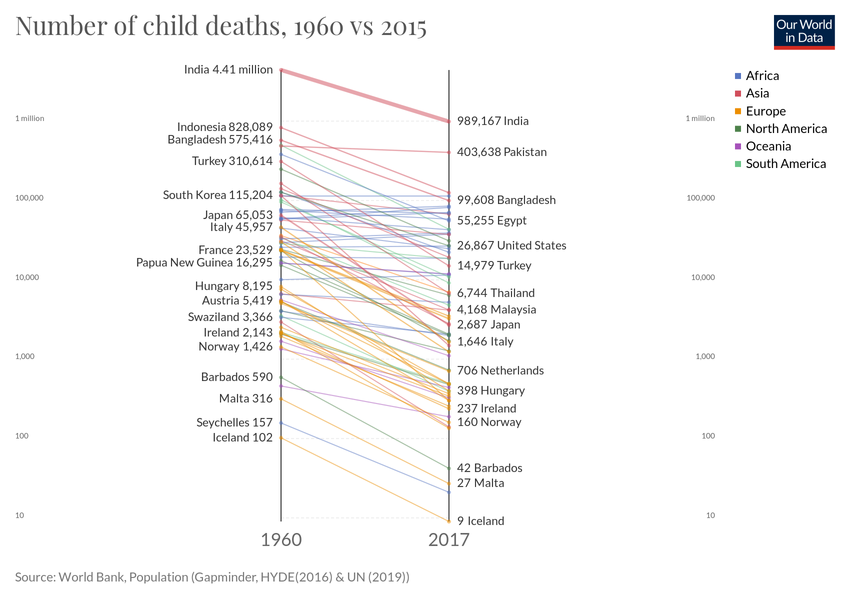 Number of child deaths, 1960 vs 2015
Our World
in Data
Africa
Asia
Europe
North America
Oceania
South America
1 million
100,000
10,000
1,000
100
10
India 4.41 million
Indonesia 828,089
Bangladesh 575,416
Turkey 310,614
South Korea 115,204
Japan 65,053
Italy 45,957
France 23,529
Papua New Guinea 16,295
Hungary 8,195
Austria 5,419
Swaziland 3,366
Ireland 2,143
Norway 1,426
Barbados 590
Malta 316
Seychelles 157
Iceland 102
989,167 India
403,638 Pakistan
99,608 Bangladesh
55,255 Egypt
26,867 United States
14,979 Turkey
6,744 Thailand
4,168 Malaysia
2,687 Japan
1,646 Italy
706 Netherlands
398 Hungary
237 Ireland
160 Norway
42 Barbados
27 Malta
9 Iceland
1 million
100,000
10,000
1,000
100
10
1960
2017
Source: World Bank, Population (Gapminder, HYDE(2016) & UN (2019))